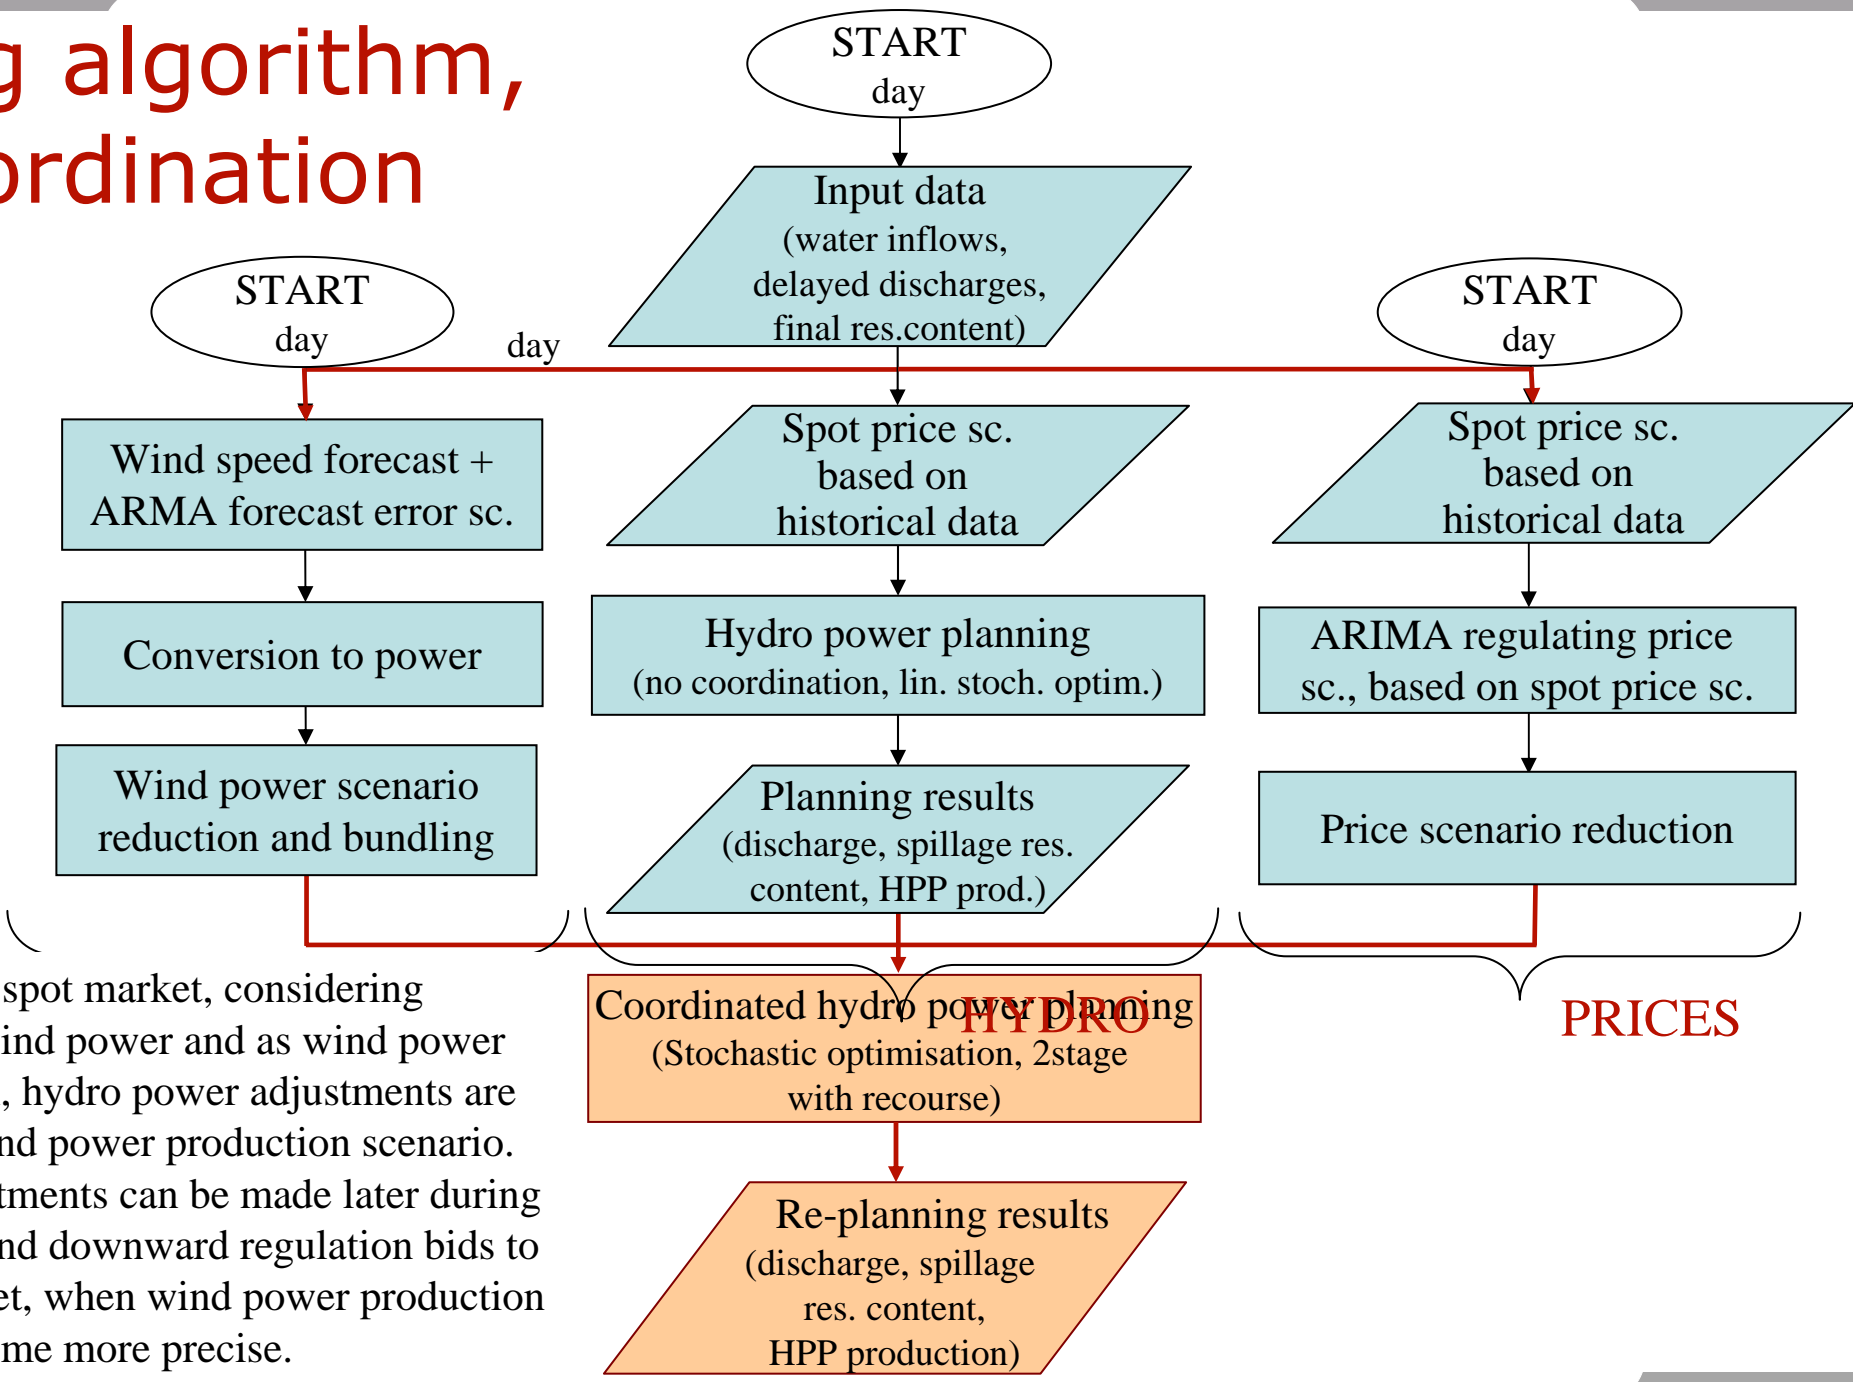 g algorithm,
ordination
START
day
Input data
(water inflows,
delayed discharges,
final res.content)
START
day
day
START
day
Wind speed forecast +
ARMA forecast error sc.
Conversion to power
Wind power scenario
reduction and bundling
Spot price sc.
based on
historical data
Hydro power planning
(no coordination, lin. stoch. optim.)
Planning results
(discharge, spillage res.
content, HPP prod.)
Spot price sc.
based on
historical data
ARIMA regulating price
sc., based on spot price sc.
Price scenario reduction
HYDRO
PRICES
Coordinated hydro power planning
(Stochastic optimisation, 2stage
with recourse)
Re-planning results
(discharge, spillage
res. content,
HPP production)
spot market, considering
ind power and as wind power
, hydro power adjustments are
nd power production scenario.
tments can be made later during
nd downward regulation bids to
et, when wind power production
me more precise.